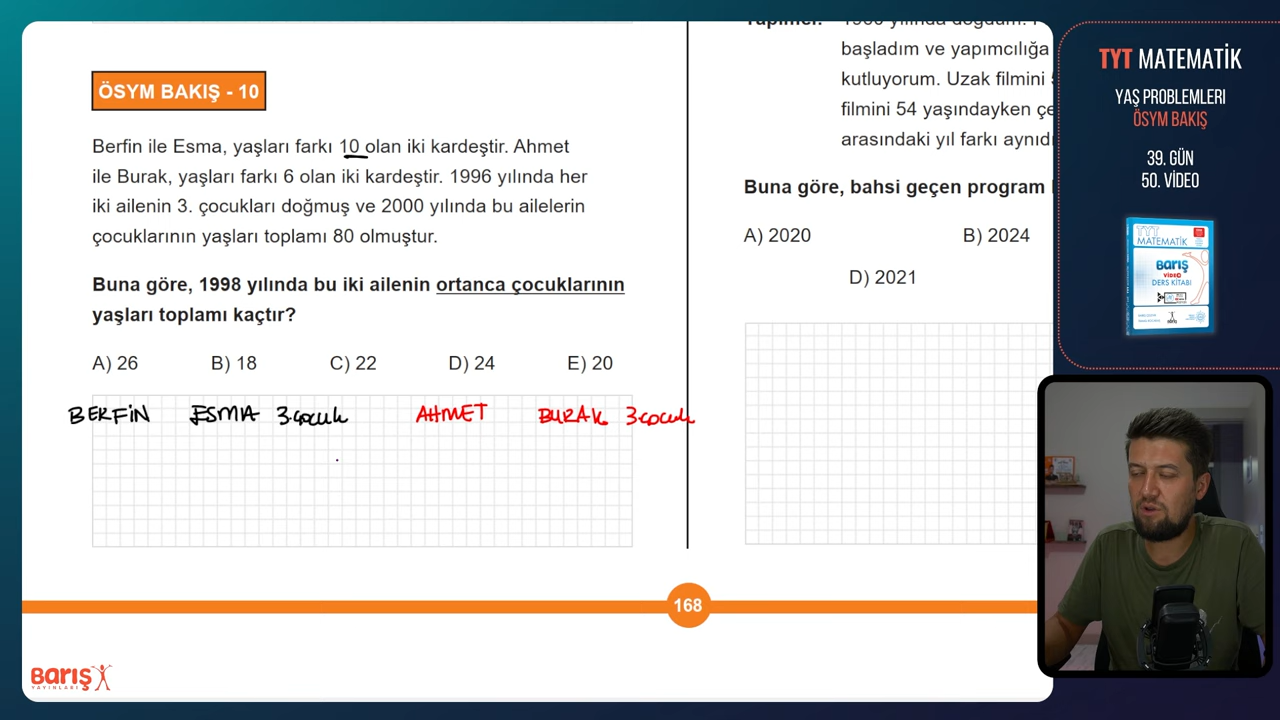 ÖSYM BAKIŞ - 10
Berfin ile Esma, yaşları farkı 10 olan iki kardeştir. Ahmet
ile Burak, yaşları farkı 6 olan iki kardeştir. 1996 yılında her
iki ailenin 3. çocukları doğmuş ve 2000 yılında bu ailelerin
çocuklarının yaşları toplamı 80 olmuştur.
Buna göre, 1998 yılında bu iki ailenin ortanca çocuklarının
yaşları toplamı kaçtır?
A) 26 B) 18 C) 22 D) 24 E) 20
BERFİN ESMA 3.çocuk AHMET BURAK 3.çocuk
başladım ve yapımcılığa
kutluyorum. Uzak filmini
filmini 54 yaşındayken çe
arasındaki yıl farkı aynıd
Buna göre, bahsi geçen program
A) 2020 B) 2024
D) 2021
168
BARIŞ
YAYINLARI
TYT MATEMATİK
YAŞ PROBLEMLERI
ÖSYM BAKIŞ
39. GÜN
50. VİDEO
TYT
MATEMATİK
BARIŞ
VİDEO
DERS KİTABI